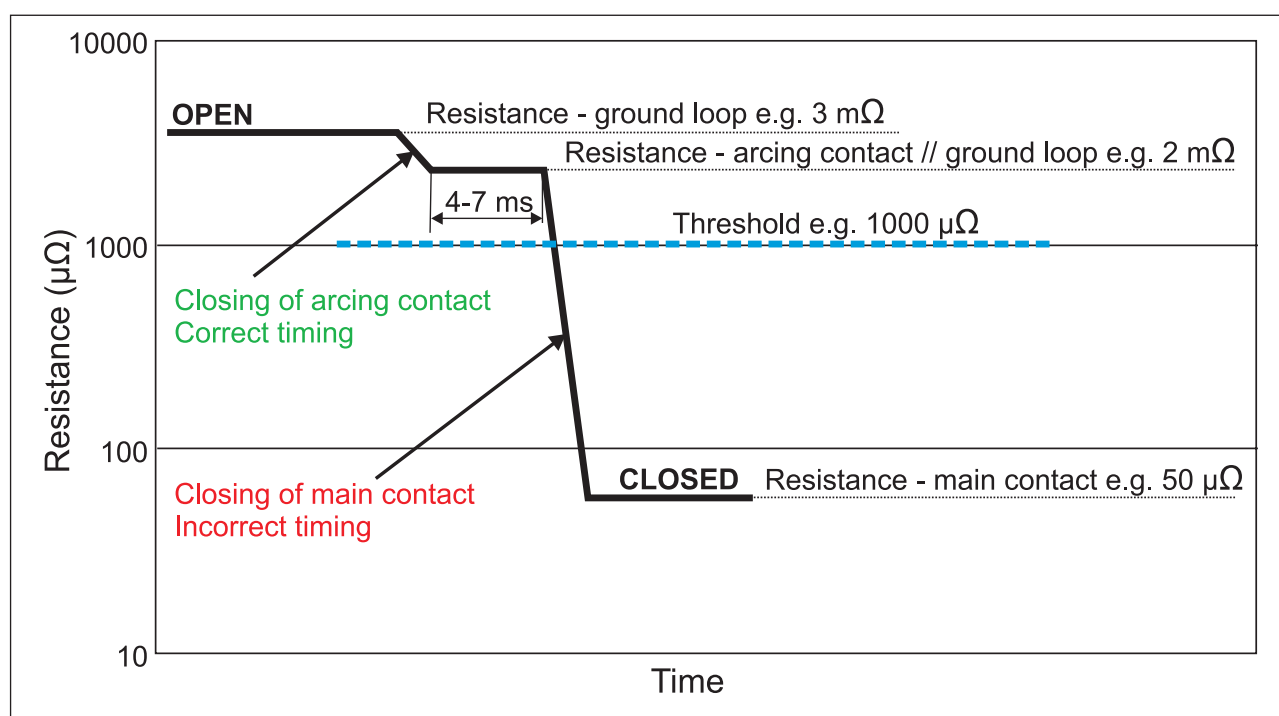 10000
OPEN
Resistance - ground loop e.g. 3 mΩ
Resistance - arcing contact // ground loop e.g. 2 mΩ
4-7 ms
Threshold e.g. 1000 µΩ
1000
Resistance (µΩ)
Closing of arcing contact
Correct timing
100
Closing of main contact
Incorrect timing
CLOSED
Resistance - main contact e.g. 50 µΩ
10
Time